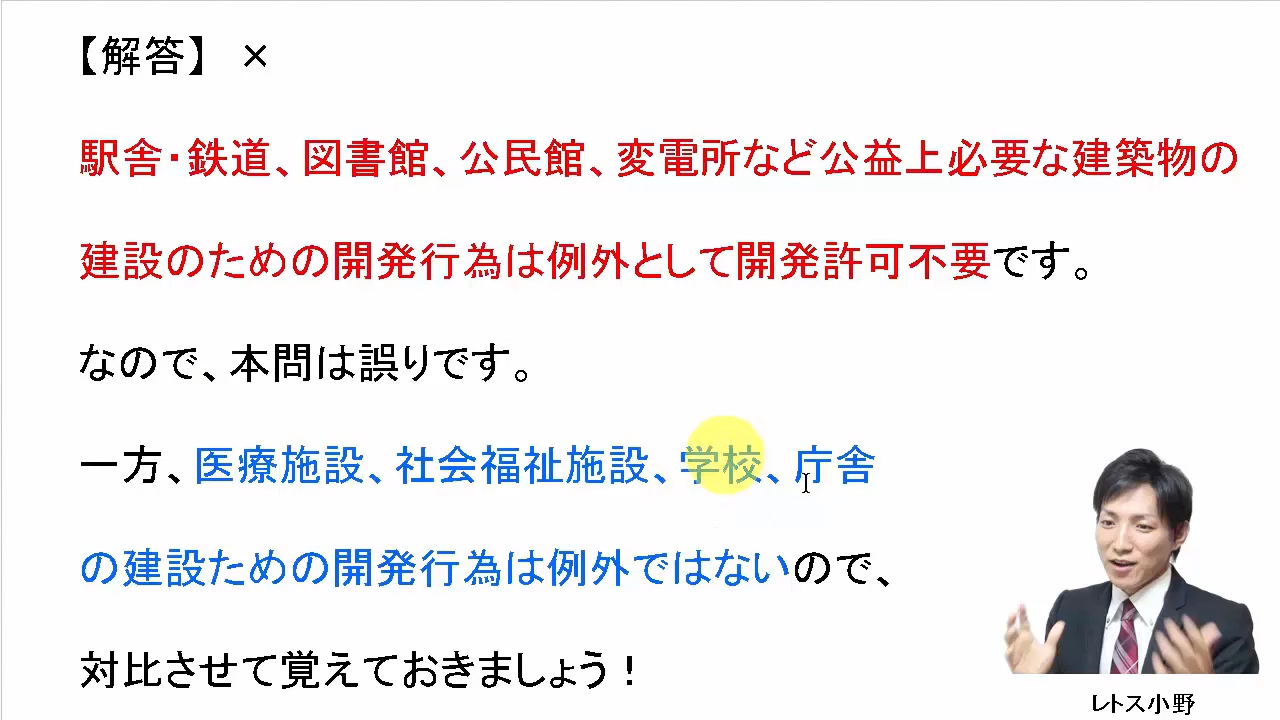 【解答】 ×
駅舎・鉄道、図書館、公民館、変電所など公益上必要な建築物の
建設のための開発行為は例外として開発許可不要です。
なので、本問は誤りです。
一方、医療施設、社会福祉施設、学校、庁舎
の建設ための開発行為は例外ではないので、
対比させて覚えておきましょう！
レトス小野